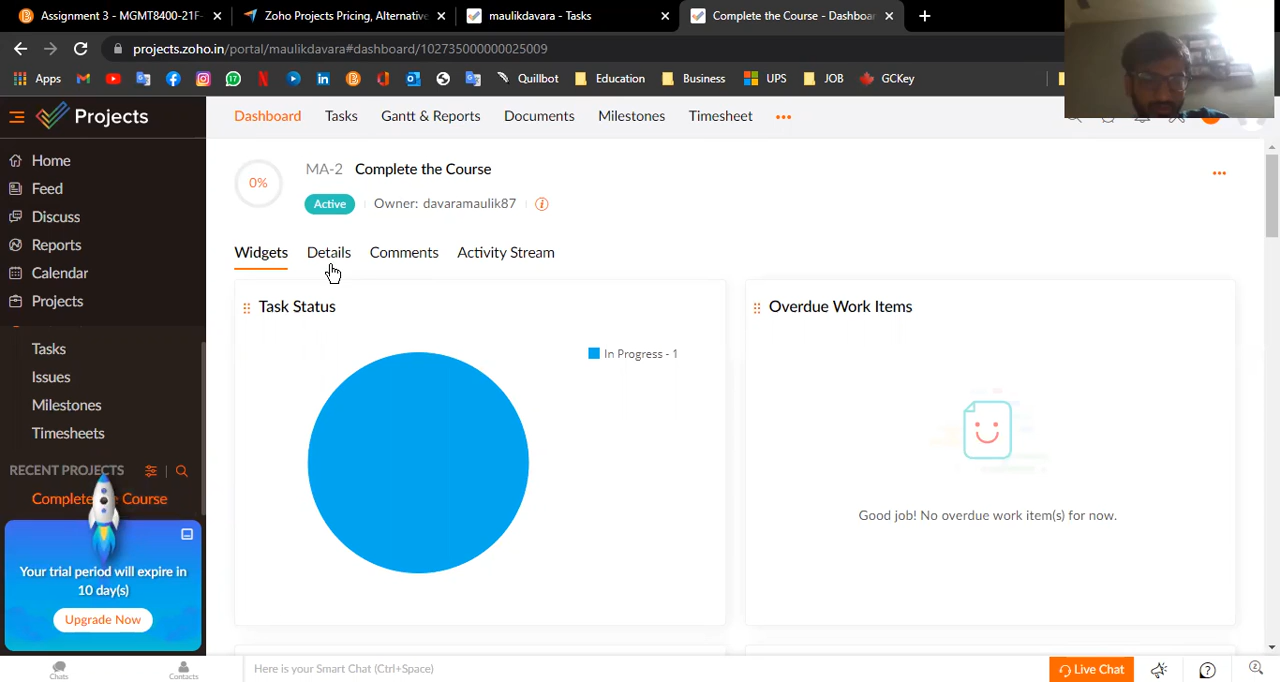 Assignment 3 - MGMT8400-21F-
Zoho Projects Pricing, Alternative
maulikdavara - Tasks
Complete the Course - Dashboar
projects.zoho.in/portal/maulikdavara#dashboard/102735000000025009
Apps
Quillbot
Education
Business
UPS
JOB
GCKey
Projects
Dashboard
Tasks
Gantt & Reports
Documents
Milestones
Timesheet
Home
Feed
Discuss
Reports
Calendar
Projects
Tasks
Issues
Milestones
Timesheets
RECENT PROJECTS
Complete the Course
Your trial period will expire in
10 day(s)
Upgrade Now
0%
MA-2 Complete the Course
Active
Owner: davaramaulik87
Widgets
Details
Comments
Activity Stream
Task Status
In Progress - 1
Overdue Work Items
Good job! No overdue work item(s) for now.
Chats
Contacts
Here is your Smart Chat (Ctrl+Space)
Live Chat